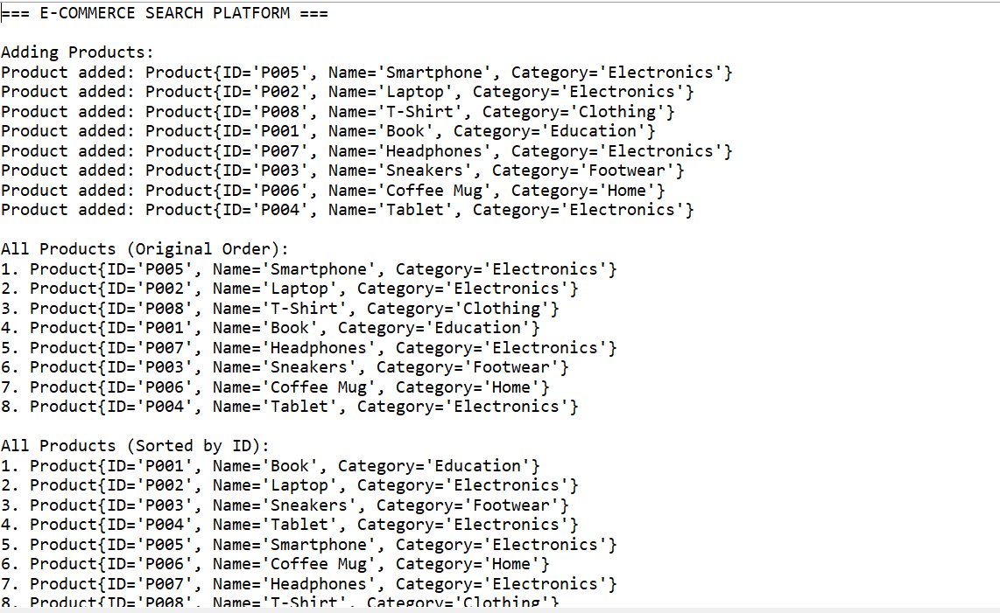 === E-COMMERCE SEARCH PLATFORM ===
Adding Products:
Product added: Product{ID='P005', Name='Smartphone', Category='Electronics'}
Product added: Product{ID='P002', Name='Laptop', Category='Electronics'}
Product added: Product{ID='P008', Name='T-Shirt', Category='Clothing'}
Product added: Product{ID='P001', Name='Book', Category='Education'}
Product added: Product{ID='P007', Name='Headphones', Category='Electronics'}
Product added: Product{ID='P003', Name='Sneakers', Category='Footwear'}
Product added: Product{ID='P006', Name='Coffee Mug', Category='Home'}
Product added: Product{ID='P004', Name='Tablet', Category='Electronics'}
All Products (Original Order):
1. Product{ID='P005', Name='Smartphone', Category='Electronics'}
2. Product{ID='P002', Name='Laptop', Category='Electronics'}
3. Product{ID='P008', Name='T-Shirt', Category='Clothing'}
4. Product{ID='P001', Name='Book', Category='Education'}
5. Product{ID='P007', Name='Headphones', Category='Electronics'}
6. Product{ID='P003', Name='Sneakers', Category='Footwear'}
7. Product{ID='P006', Name='Coffee Mug', Category='Home'}
8. Product{ID='P004', Name='Tablet', Category='Electronics'}
All Products (Sorted by ID):
1. Product{ID='P001', Name='Book', Category='Education'}
2. Product{ID='P002', Name='Laptop', Category='Electronics'}
3. Product{ID='P003', Name='Sneakers', Category='Footwear'}
4. Product{ID='P004', Name='Tablet', Category='Electronics'}
5. Product{ID='P005', Name='Smartphone', Category='Electronics'}
6. Product{ID='P006', Name='Coffee Mug', Category='Home'}
7. Product{ID='P007', Name='Headphones', Category='Electronics'}
8. Product{ID='P008', Name='T-Shirt', Category='Clothing'}